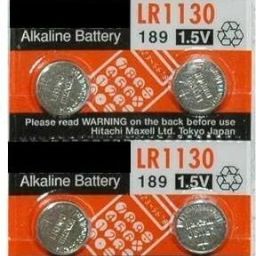 LR1130
Alkaline Battery 189 1.5V
Please read WARNING on the back before use
Hitachi Maxell Ltd. Tokyo Japan
LR1130
Alkaline Battery 189 1.5V